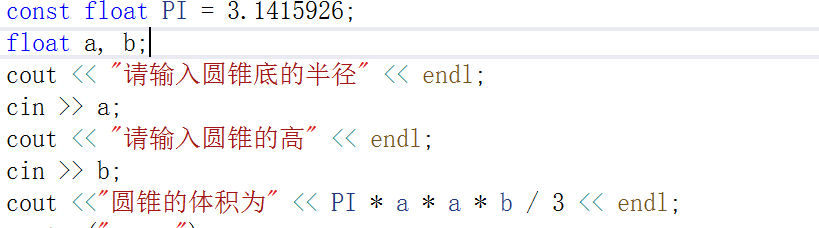 const float PI = 3.1415926;
float a, b;
cout << "请输入圆锥底的半径" << endl;
cin >> a;
cout << "请输入圆锥的高" << endl;
cin >> b;
cout <<"圆锥的体积为" << PI * a * a * b / 3 << endl;